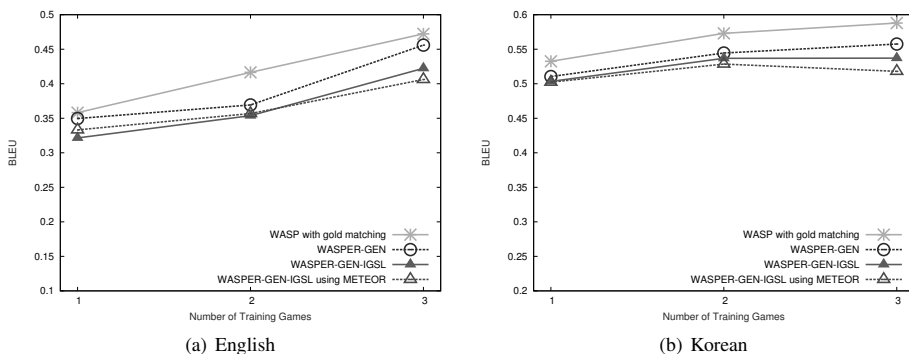 0.5
0.45
0.4
0.35
0.3
0.25
0.2
0.15
0.1
BLEU
1 2 3
Number of Training Games
WASP with gold matching
WASPER-GEN
WASPER-GEN-IGSL
WASPER-GEN-IGSL using METEOR
(a) English
0.6
0.55
0.5
0.45
0.4
0.35
0.3
0.25
0.2
BLEU
1 2 3
Number of Training Games
WASP with gold matching
WASPER-GEN
WASPER-GEN-IGSL
WASPER-GEN-IGSL using METEOR
(b) Korean